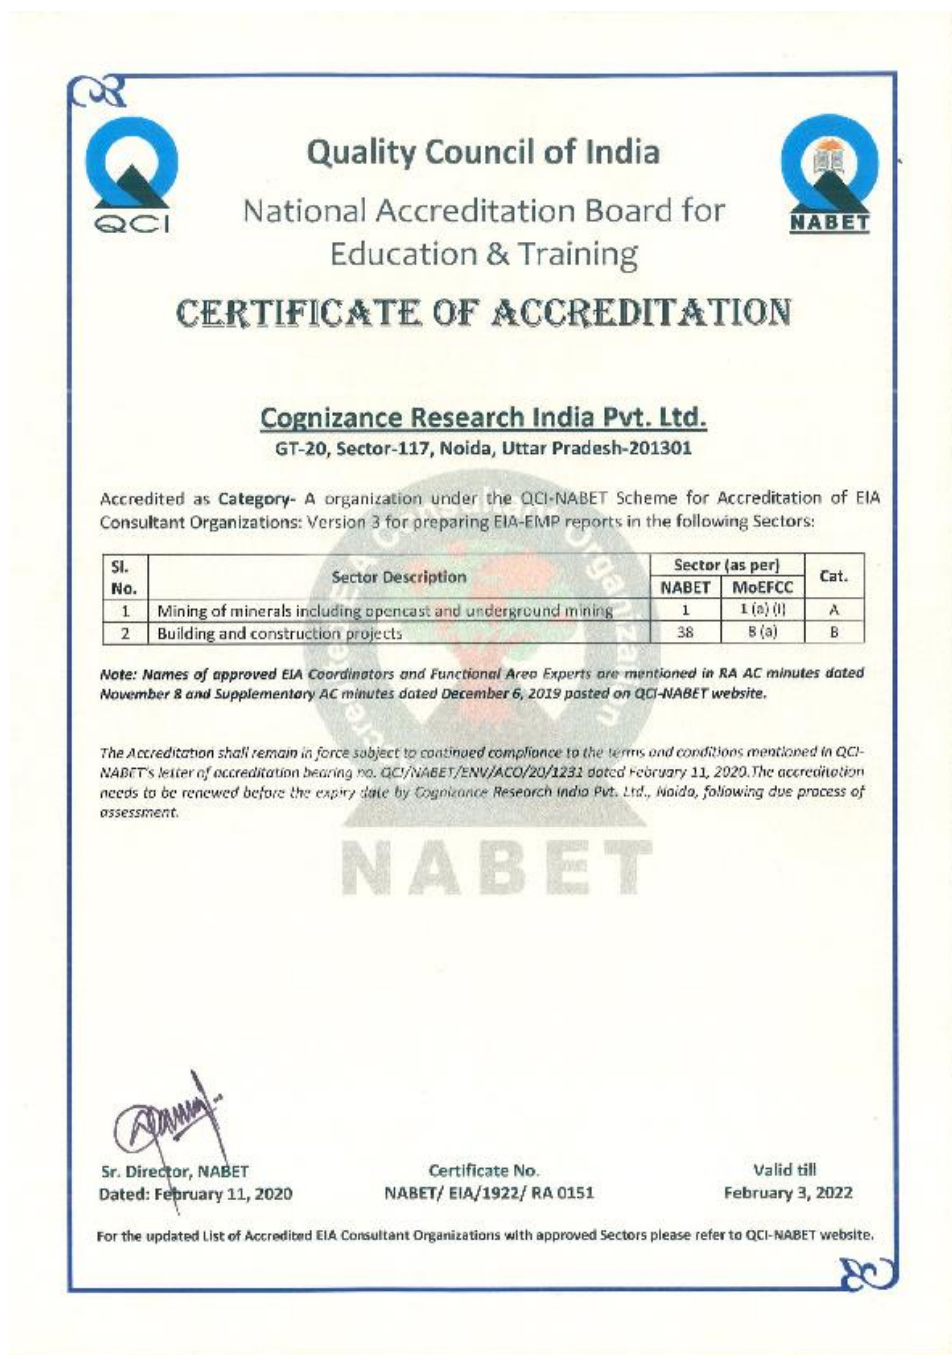 Quality Council of India
National Accreditation Board for
Education & Training
QCI
NABET
CERTIFICATE OF ACCREDITATION
Cognizance Research India Pvt. Ltd.
GT-20, Sector-117, Noida, Uttar Pradesh-201301
Accredited as Category- A organization under the QCI-NABET Scheme for Accreditation of EIA
Consultant Organizations: Version 3 for preparing EIA-EMP reports in the following Sectors:
Sl. No. Sector Description Sector (as per) Cat.
NABET MoEFCC
1 Mining of minerals including opencast and underground mining 1 1 (a) (i) A
2 Building and construction projects 38 8 (a) B
Note: Names of approved EIA Coordinators and Functional Area Experts are mentioned in RA AC minutes dated
November 8 and Supplementary AC minutes dated December 6, 2019 posted on QCI-NABET website.
The Accreditation shall remain in force subject to continued compliance to the terms and conditions mentioned in QCI-
NABET's letter of accreditation bearing no. QCI/NABET/ENV/ACO/20/1231 dated February 11, 2020.The accreditation
needs to be renewed before the expiry date by Cognizance Research India Pvt. Ltd., Noida, following due process of
assessment.
Accredited EIA Consultant Organization
NABET
Sr. Director, NABET
Dated: February 11, 2020
Certificate No.
NABET/ EIA/1922/ RA 0151
Valid till
February 3, 2022
For the updated List of Accredited EIA Consultant Organizations with approved Sectors please refer to QCI-NABET website.